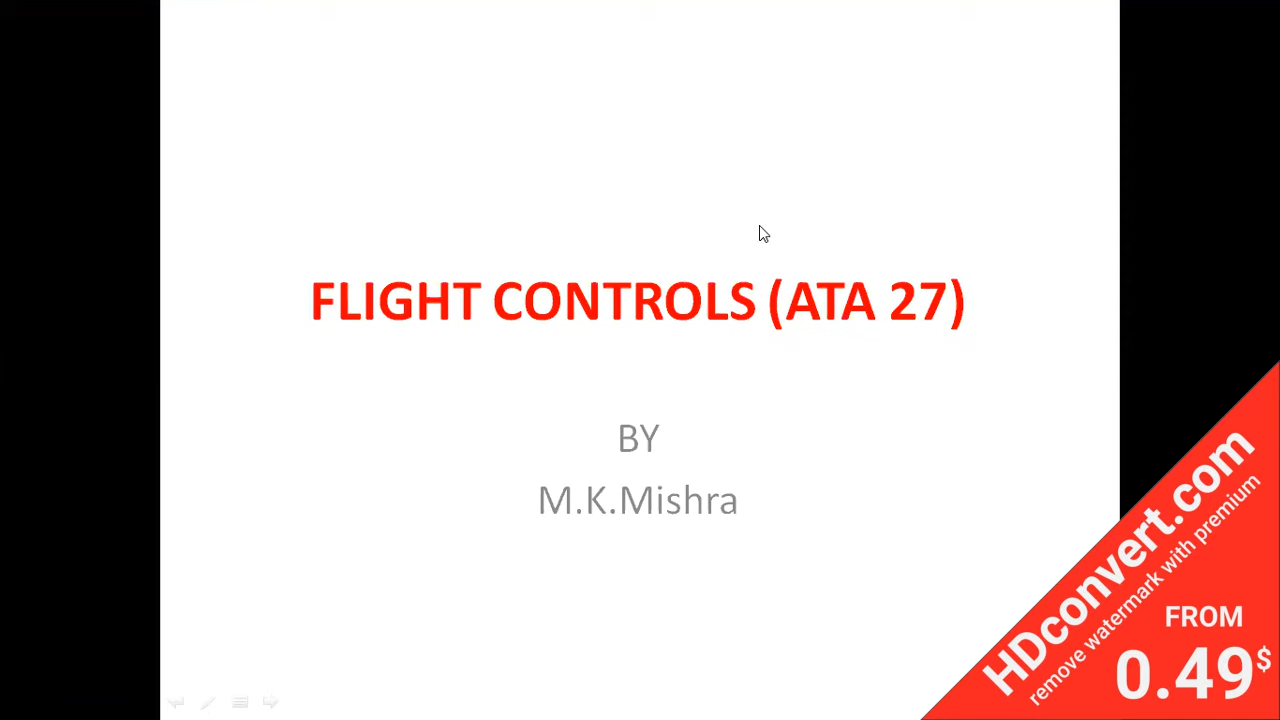 FLIGHT CONTROLS (ATA 27)
BY
M.K.Mishra
HDconvert.com
remove watermark with premium
FROM
0.49$